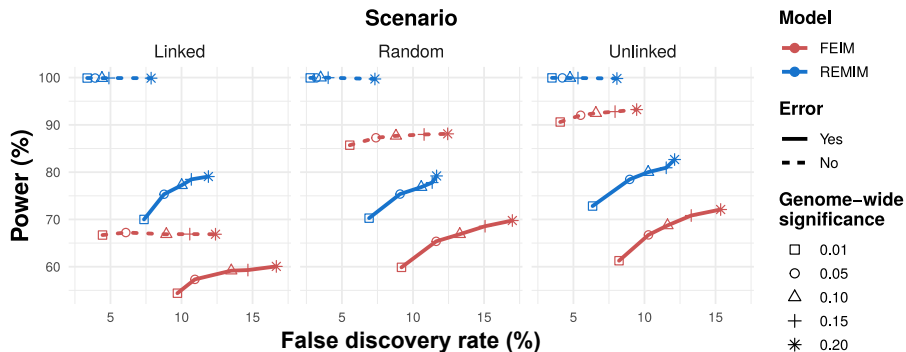 Scenario
Linked
Random
Unlinked
Power (%)
100
90
80
70
60
5 10 15
5 10 15
5 10 15
False discovery rate (%)
Model
FEIM
REMIM
Error
Yes
No
Genome-wide
significance
0.01
0.05
0.10
0.15
0.20